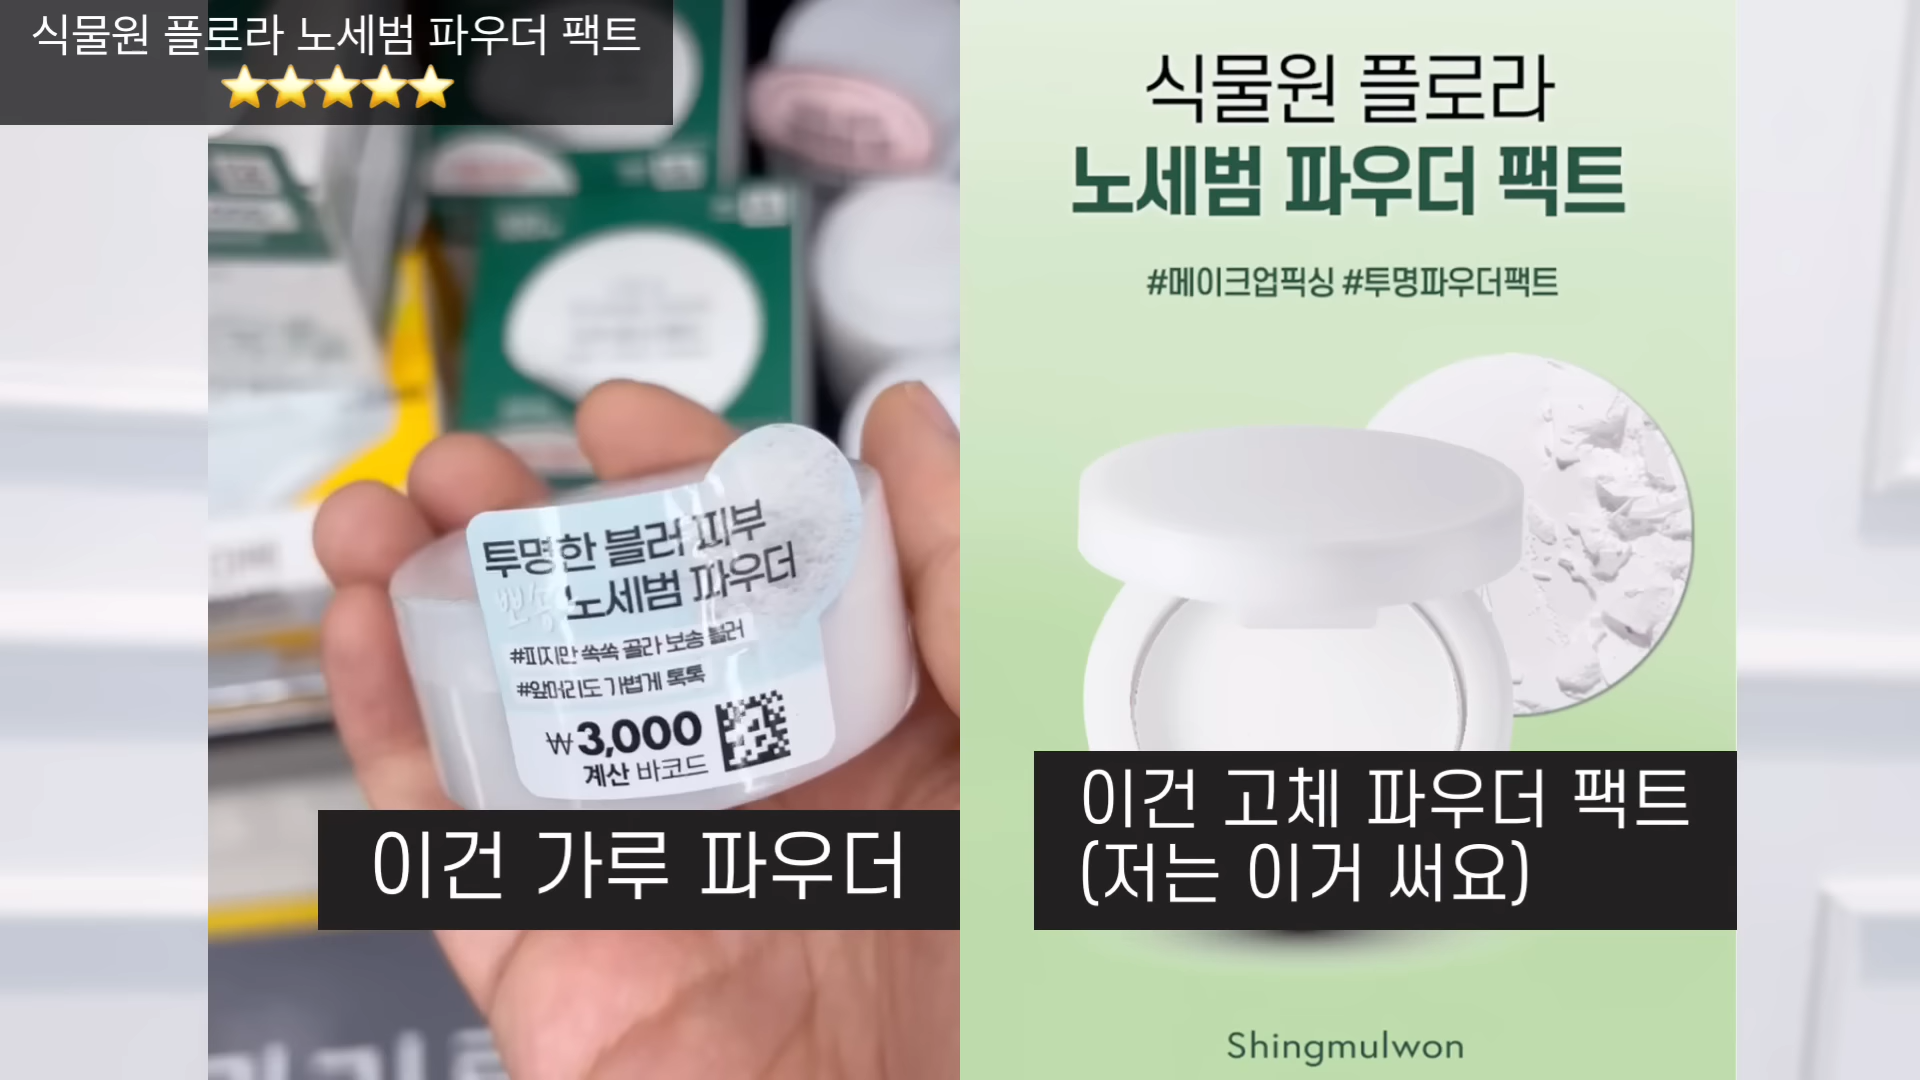 식물원 플로라 노세범 파우더 팩트
⭐⭐⭐⭐⭐
투명한 블러 피부
뽀송 노세범 파우더
#피지만 쏙쏙 골라 보송 블러
#앞머리도 가볍게 톡톡
₩3,000
계산 바코드
이건 가루 파우더
식물원 플로라
노세범 파우더 팩트
#메이크업픽싱 #투명파우더팩트
이건 고체 파우더 팩트
(저는 이거 써요)
Shingmulwon